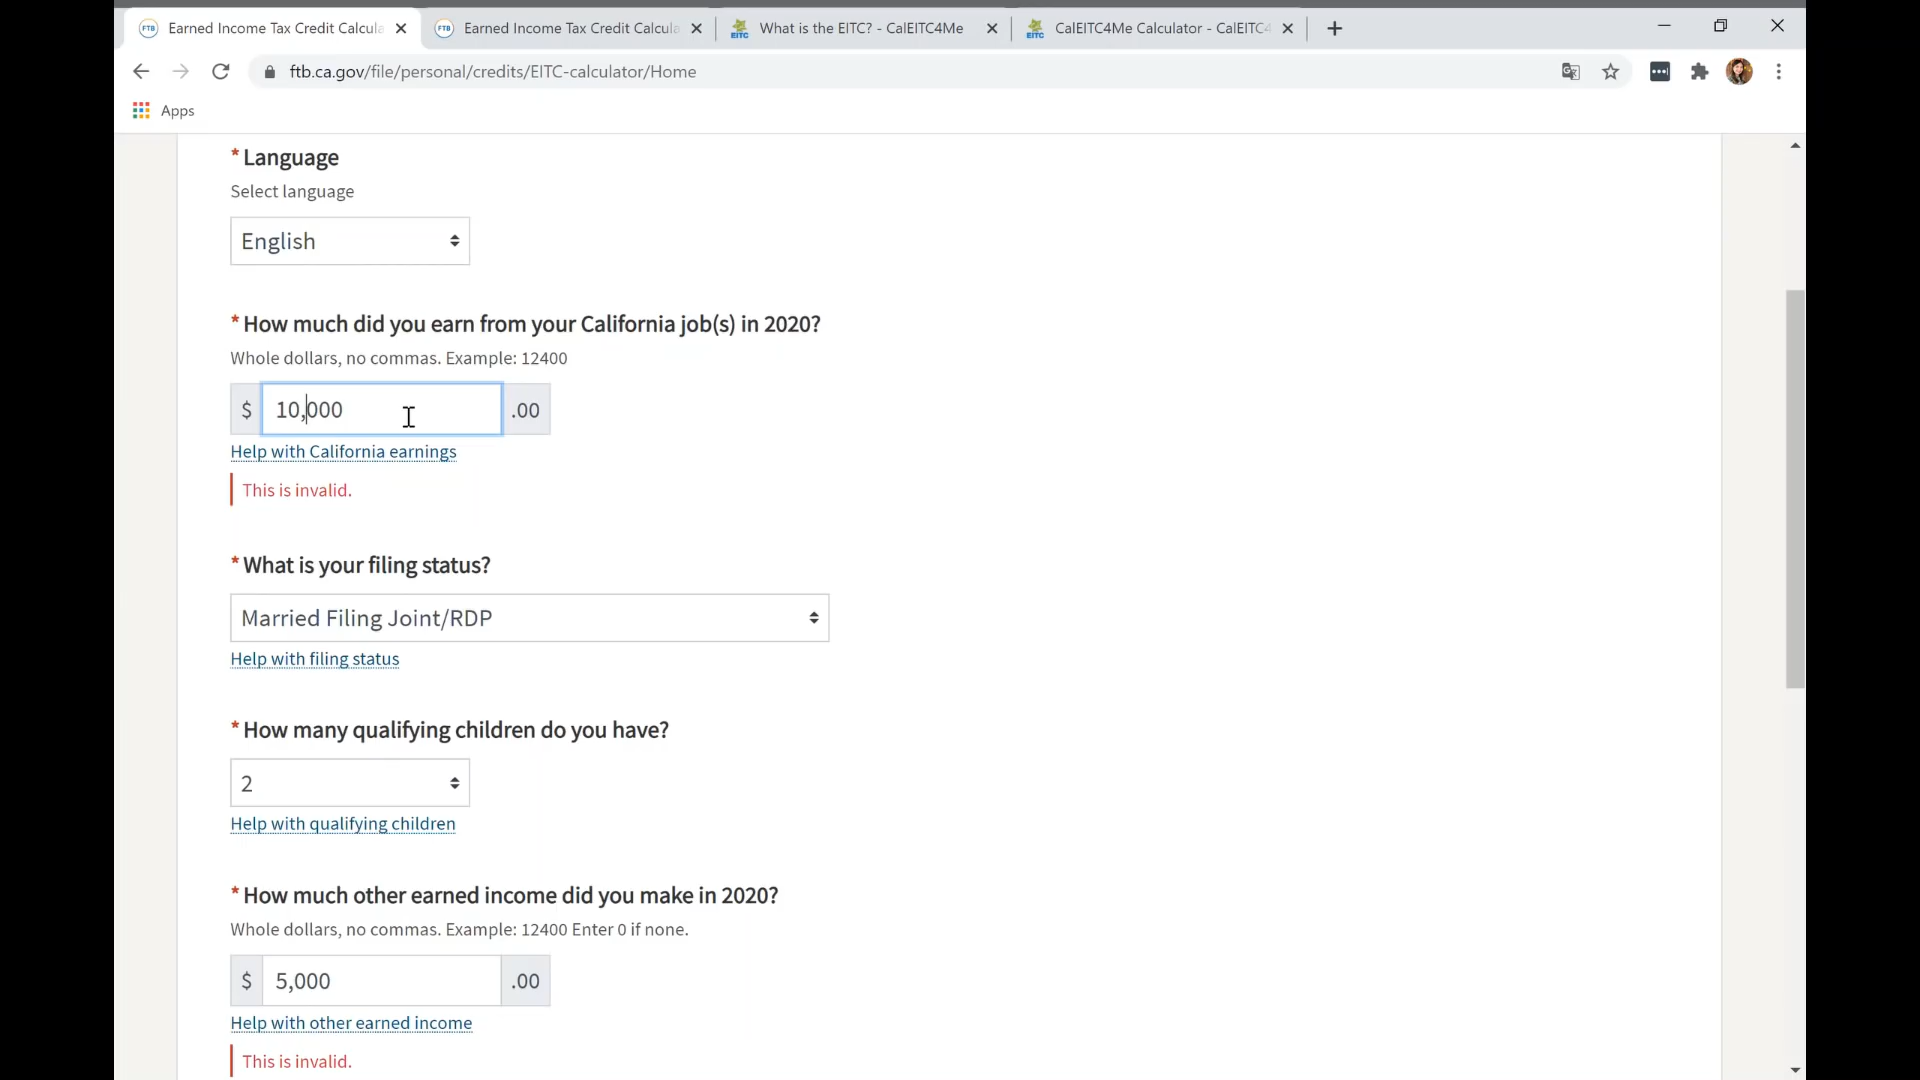 FTB Earned Income Tax Credit Calcula
FTB Earned Income Tax Credit Calcula
EITC What is the EITC? - CalEITC4Me
EITC CalEITC4Me Calculator - CalEITC4
ftb.ca.gov/file/personal/credits/EITC-calculator/Home
Apps
* Language
Select language
English
* How much did you earn from your California job(s) in 2020?
Whole dollars, no commas. Example: 12400
$ 10,000 .00
Help with California earnings
This is invalid.
* What is your filing status?
Married Filing Joint/RDP
Help with filing status
* How many qualifying children do you have?
2
Help with qualifying children
* How much other earned income did you make in 2020?
Whole dollars, no commas. Example: 12400 Enter 0 if none.
$ 5,000 .00
Help with other earned income
This is invalid.